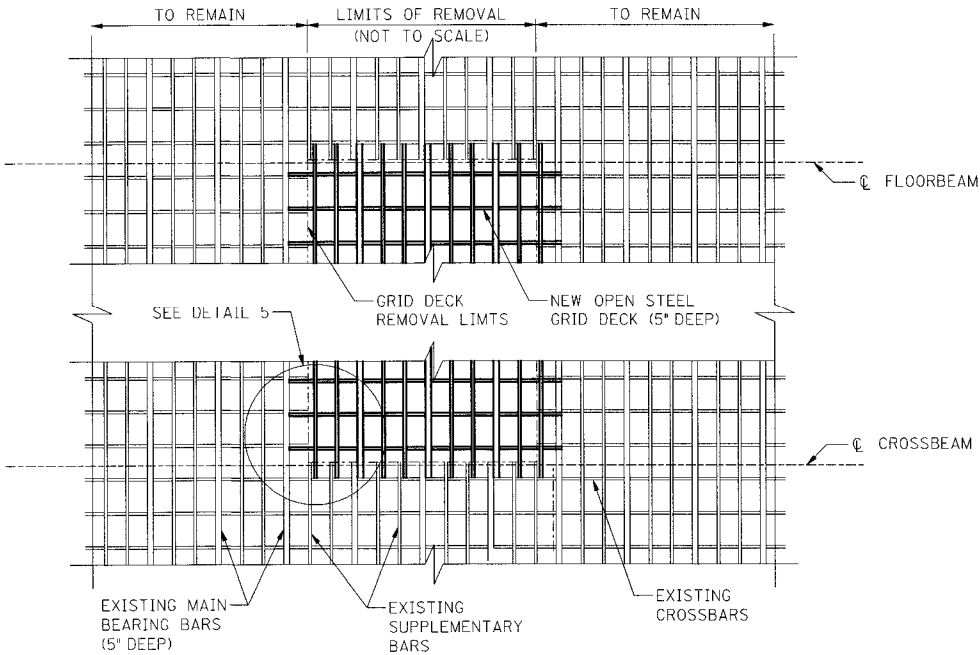 TO REMAIN
LIMITS OF REMOVAL
(NOT TO SCALE)
TO REMAIN
℄ FLOORBEAM
GRID DECK
REMOVAL LIMTS
NEW OPEN STEEL
GRID DECK (5" DEEP)
SEE DETAIL 5
℄ CROSSBEAM
EXISTING MAIN
BEARING BARS
(5" DEEP)
EXISTING
SUPPLEMENTARY
BARS
EXISTING
CROSSBARS